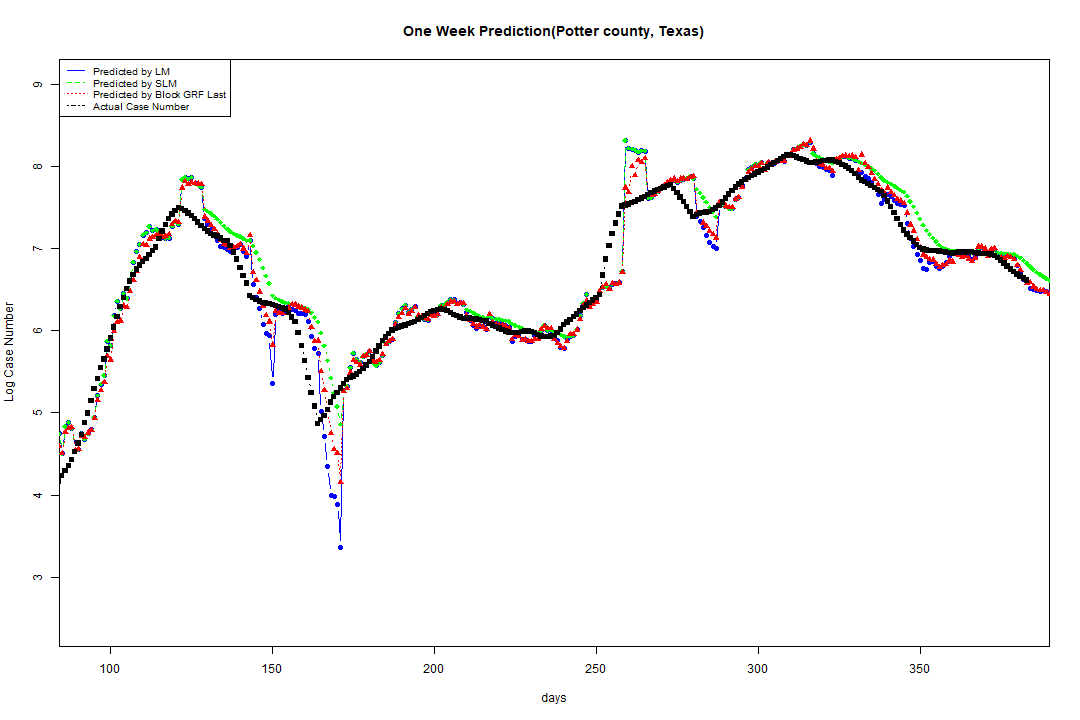 One Week Prediction(Potter county, Texas)
Predicted by LM
Predicted by SLM
Predicted by Block GRF Last
Actual Case Number
Log Case Number
9
8
7
6
5
4
3
100 150 200 250 300 350
days